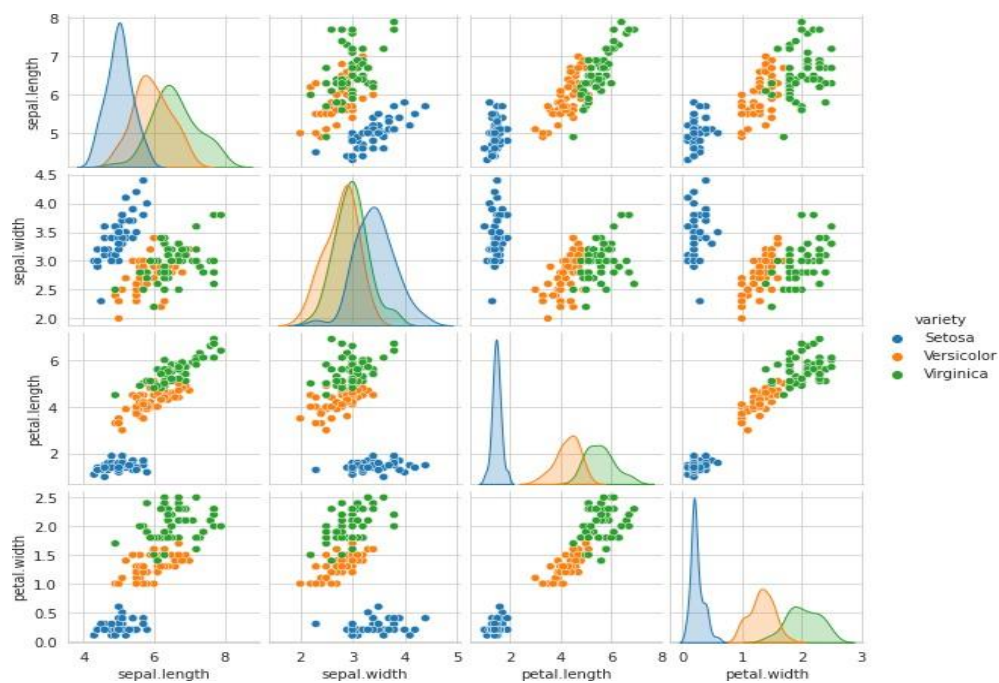 8
7
6
5
sepal.length
4.5
4.0
3.5
3.0
2.5
2.0
sepal.width
variety
Setosa
Versicolor
Virginica
6
4
2
petal.length
2.5
2.0
1.5
1.0
0.5
0.0
petal.width
4 6 8
2 3 4 5
2 4 6 8
0 1 2 3
sepal.length sepal.width petal.length petal.width